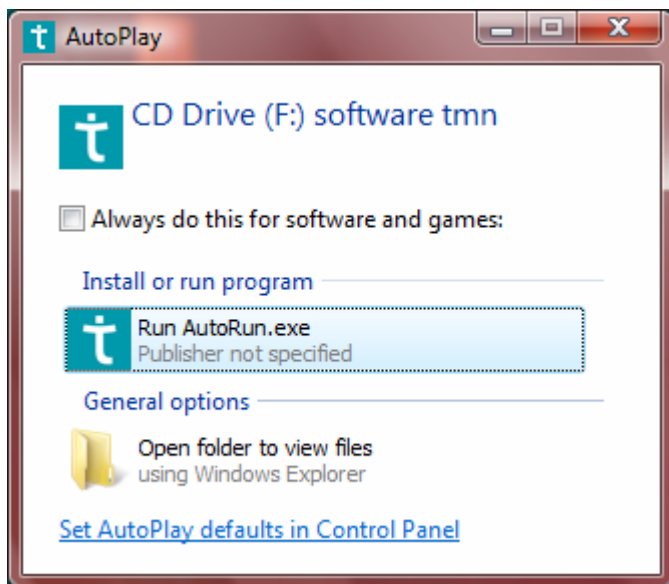 AutoPlay
CD Drive (F:) software tmn
Always do this for software and games:
Install or run program
Run AutoRun.exe
Publisher not specified
General options
Open folder to view files
using Windows Explorer
Set AutoPlay defaults in Control Panel